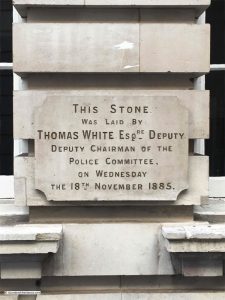 THIS STONE
WAS LAID BY
THOMAS WHITE ESQRE DEPUTY
DEPUTY CHAIRMAN OF THE
POLICE COMMITTEE,
ON WEDNESDAY
THE 18TH NOVEMBER 1885.